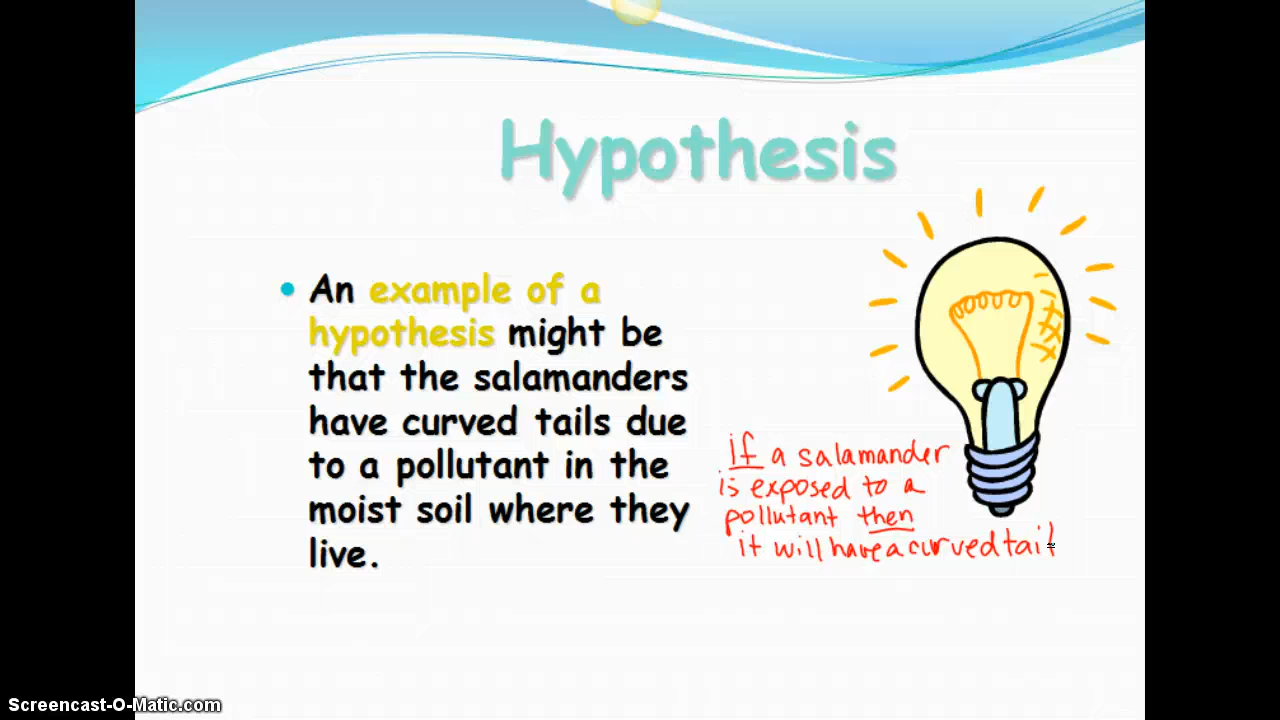 Hypothesis
• An example of a
hypothesis might be
that the salamanders
have curved tails due
to a pollutant in the
moist soil where they
live.
if a salamander
is exposed to a
pollutant then
it will have a curved tail
Screencast-O-Matic.com